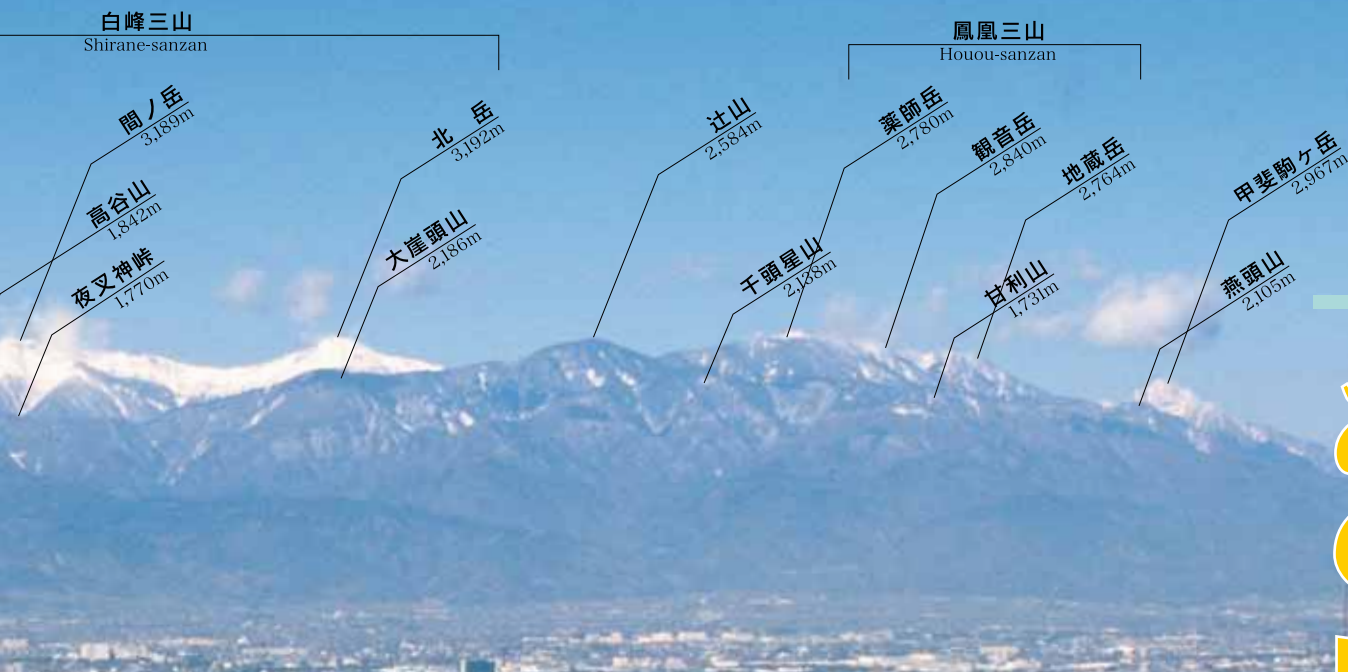 白峰三山
Shirane-sanzan
鳳凰三山
Houou-sanzan
間ノ岳
3,189m
北 岳
3,192m
辻山
2,584m
薬師岳
2,780m
観音岳
2,840m
地蔵岳
2,764m
甲斐駒ヶ岳
2,967m
高谷山
1,842m
大崖頭山
2,186m
夜叉神峠
1,770m
千頭星山
2,138m
甘利山
1,731m
燕頭山
2,105m